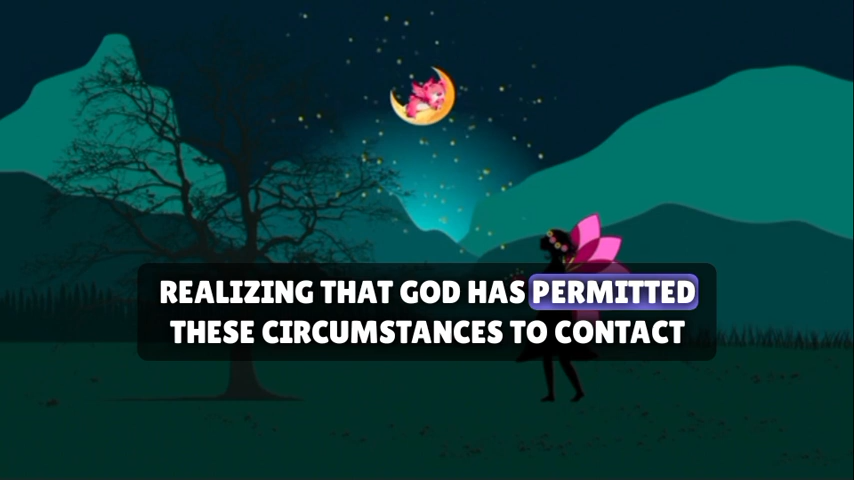 REALIZING THAT GOD HAS PERMITTED
THESE CIRCUMSTANCES TO CONTACT